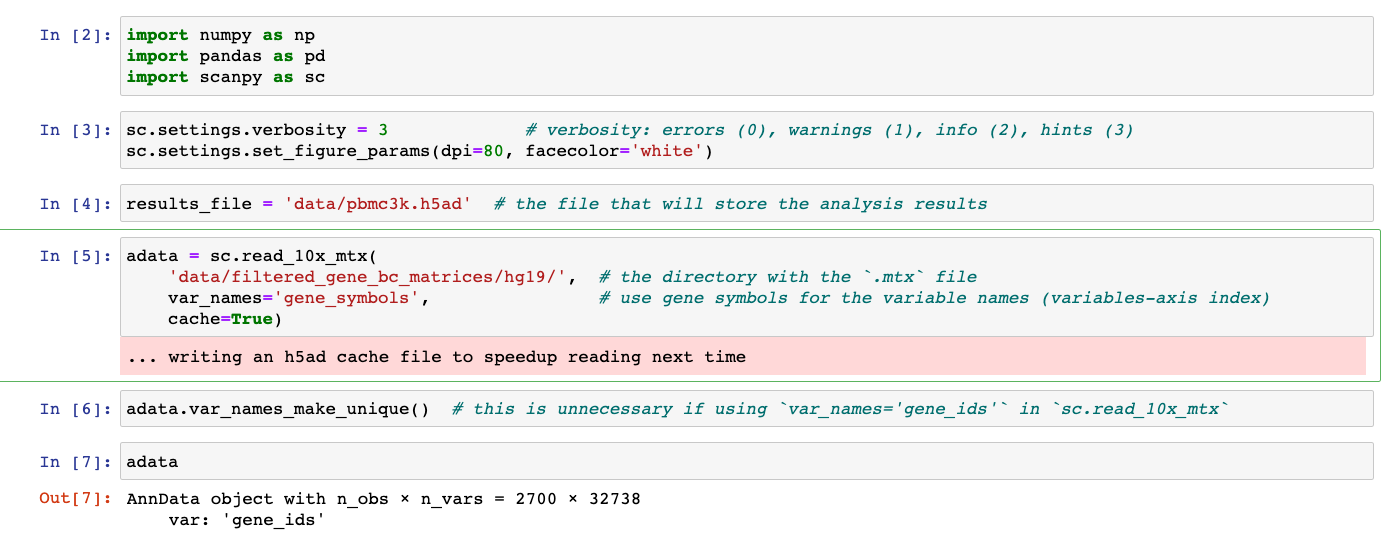 In [2]: import numpy as np
import pandas as pd
import scanpy as sc
In [3]: sc.settings.verbosity = 3             # verbosity: errors (0), warnings (1), info (2), hints (3)
sc.settings.set_figure_params(dpi=80, facecolor='white')
In [4]: results_file = 'data/pbmc3k.h5ad'  # the file that will store the analysis results
In [5]: adata = sc.read_10x_mtx(
    'data/filtered_gene_bc_matrices/hg19/',  # the directory with the `.mtx` file
    var_names='gene_symbols',                # use gene symbols for the variable names (variables-axis index)
    cache=True)
... writing an h5ad cache file to speedup reading next time
In [6]: adata.var_names_make_unique()  # this is unnecessary if using `var_names='gene_ids'` in `sc.read_10x_mtx`
In [7]: adata
Out[7]: AnnData object with n_obs × n_vars = 2700 × 32738
    var: 'gene_ids'